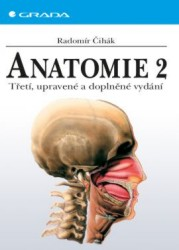 GRADA
Radomír Čihák
ANATOMIE 2
Třetí, upravené a doplněné vydání